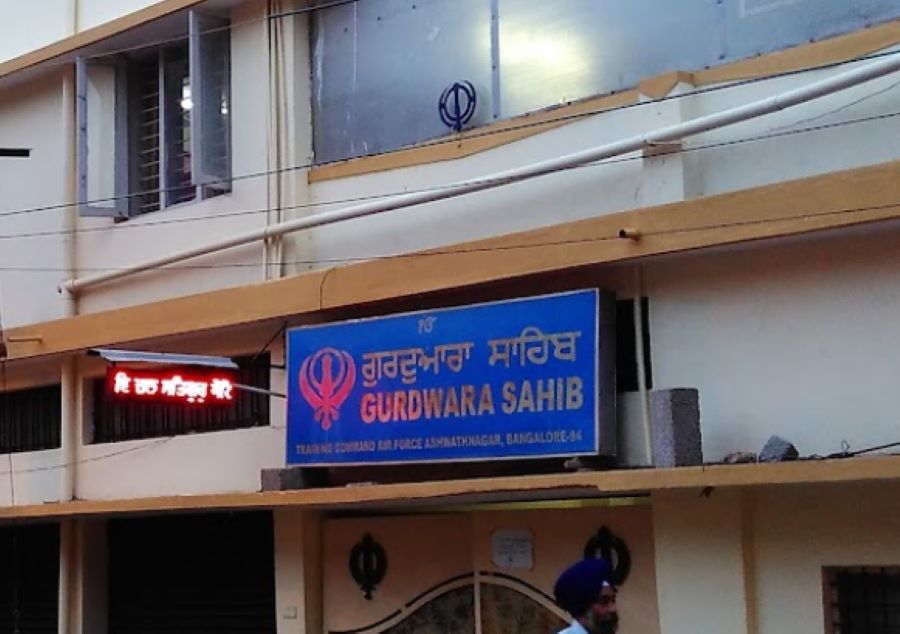 ੴ
ਗੁਰਦੁਆਰਾ ਸਾਹਿਬ
GURDWARA SAHIB
TRAINING COMMAND AIR FORCE ASHWATHNAGAR, BANGALORE-94